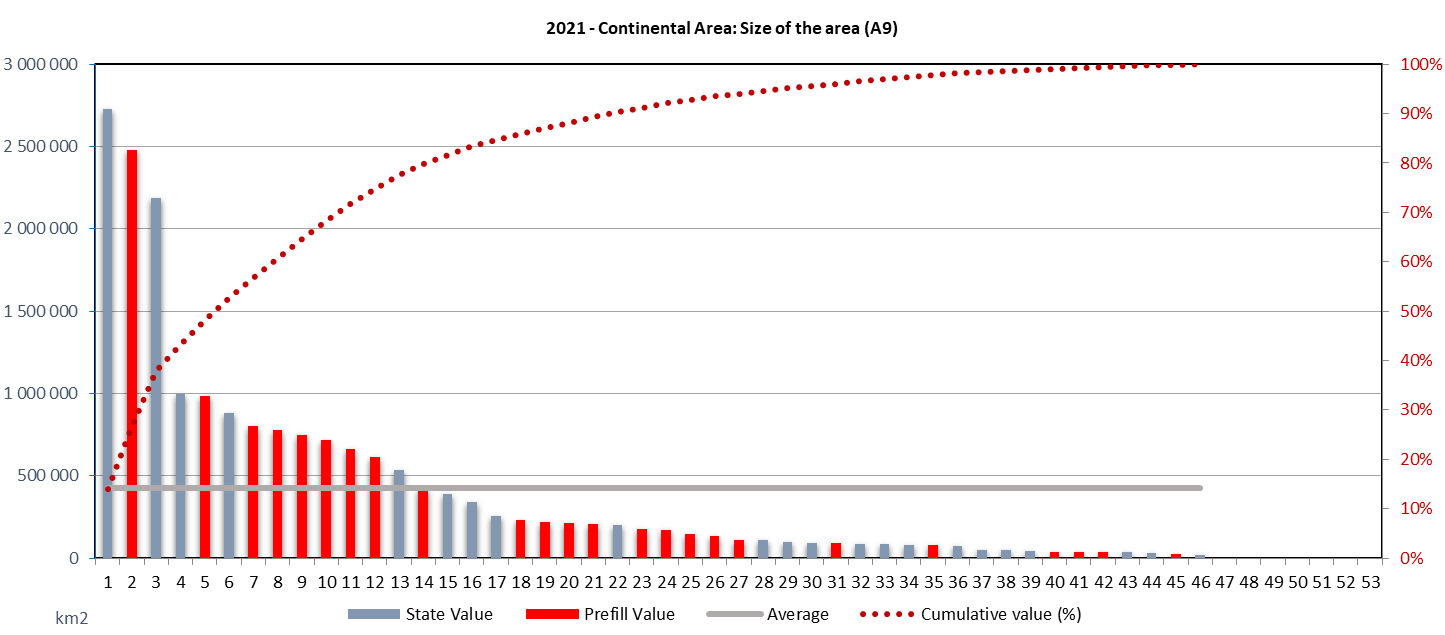 2021 - Continental Area: Size of the area (A9)
3 000 000 100%
90%
2 500 000
80%
70%
2 000 000
60%
1 500 000 50%
40%
1 000 000
30%
20%
500 000
10%
0 0%
1 2 3 4 5 6 7 8 9 10 11 12 13 14 15 16 17 18 19 20 21 22 23 24 25 26 27 28 29 30 31 32 33 34 35 36 37 38 39 40 41 42 43 44 45 46 47 48 49 50 51 52 53
km2 State Value Prefill Value Average Cumulative value (%)